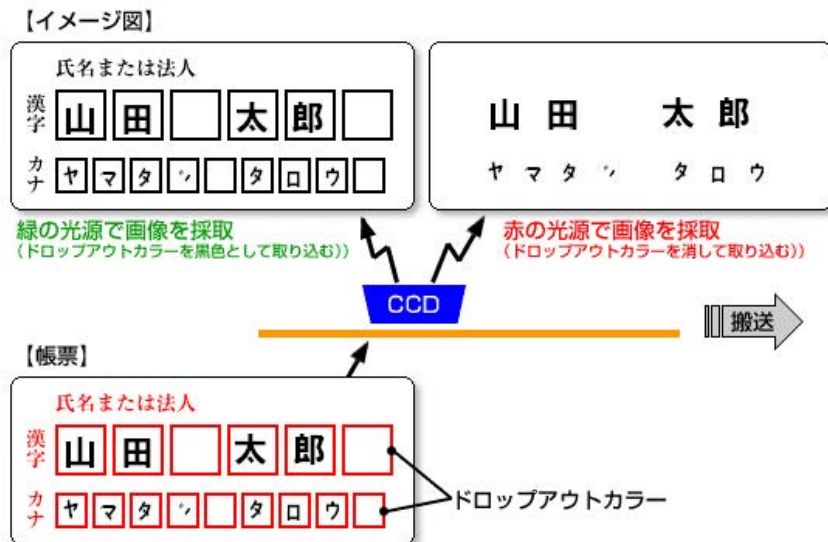 【イメージ図】
氏名または法人
漢字 山田 太郎
カナ ヤマタ゛ タロウ
山田 太郎
ヤマタ゛ タロウ
緑の光源で画像を採取
(ドロップアウトカラーを黒色として取り込む))
赤の光源で画像を採取
(ドロップアウトカラーを消して取り込む))
CCD
搬送
【帳票】
氏名または法人
漢字 山田 太郎
カナ ヤマタ゛ タロウ
ドロップアウトカラー